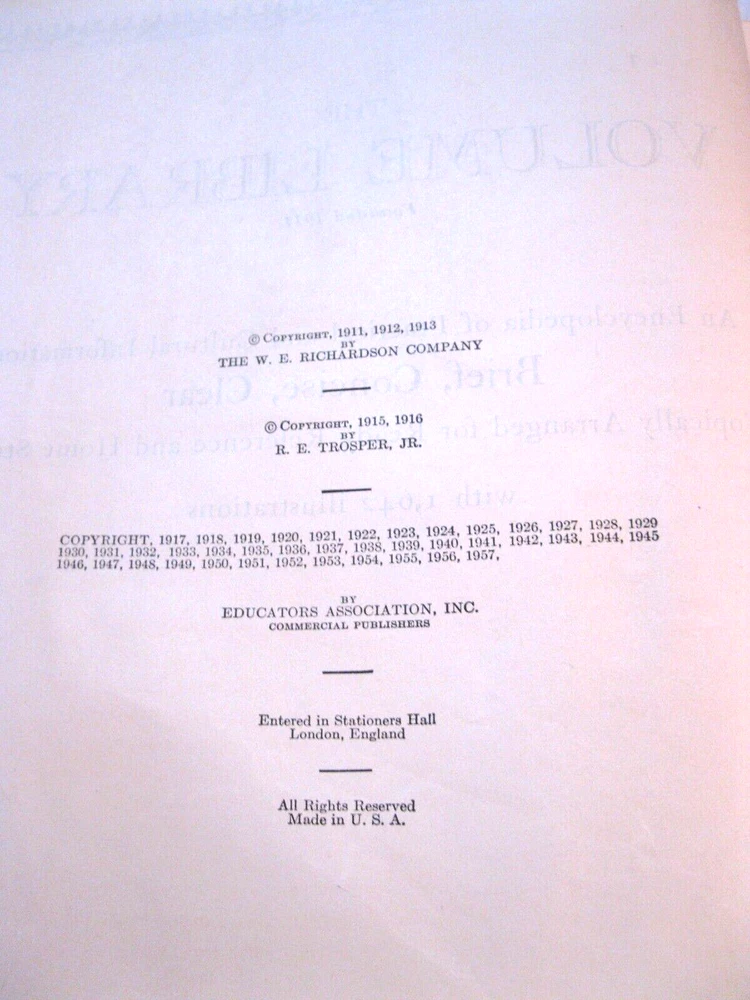 © COPYRIGHT, 1911, 1912, 1913
BY
THE W. E. RICHARDSON COMPANY
© COPYRIGHT, 1915, 1916
BY
R. E. TROSPER, JR.
COPYRIGHT, 1917, 1918, 1919, 1920, 1921, 1922, 1923, 1924, 1925, 1926, 1927, 1928, 1929
1930, 1931, 1932, 1933, 1934, 1935, 1936, 1937, 1938, 1939, 1940, 1941, 1942, 1943, 1944, 1945
1946, 1947, 1948, 1949, 1950, 1951, 1952, 1953, 1954, 1955, 1956, 1957,
BY
EDUCATORS ASSOCIATION, INC.
COMMERCIAL PUBLISHERS
Entered in Stationers Hall
London, England
All Rights Reserved
Made in U. S. A.